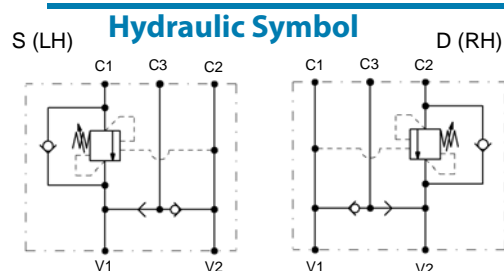 Hydraulic Symbol
S (LH)
D (RH)
C1 C3 C2
C1 C3 C2
V1 V2
V1 V2